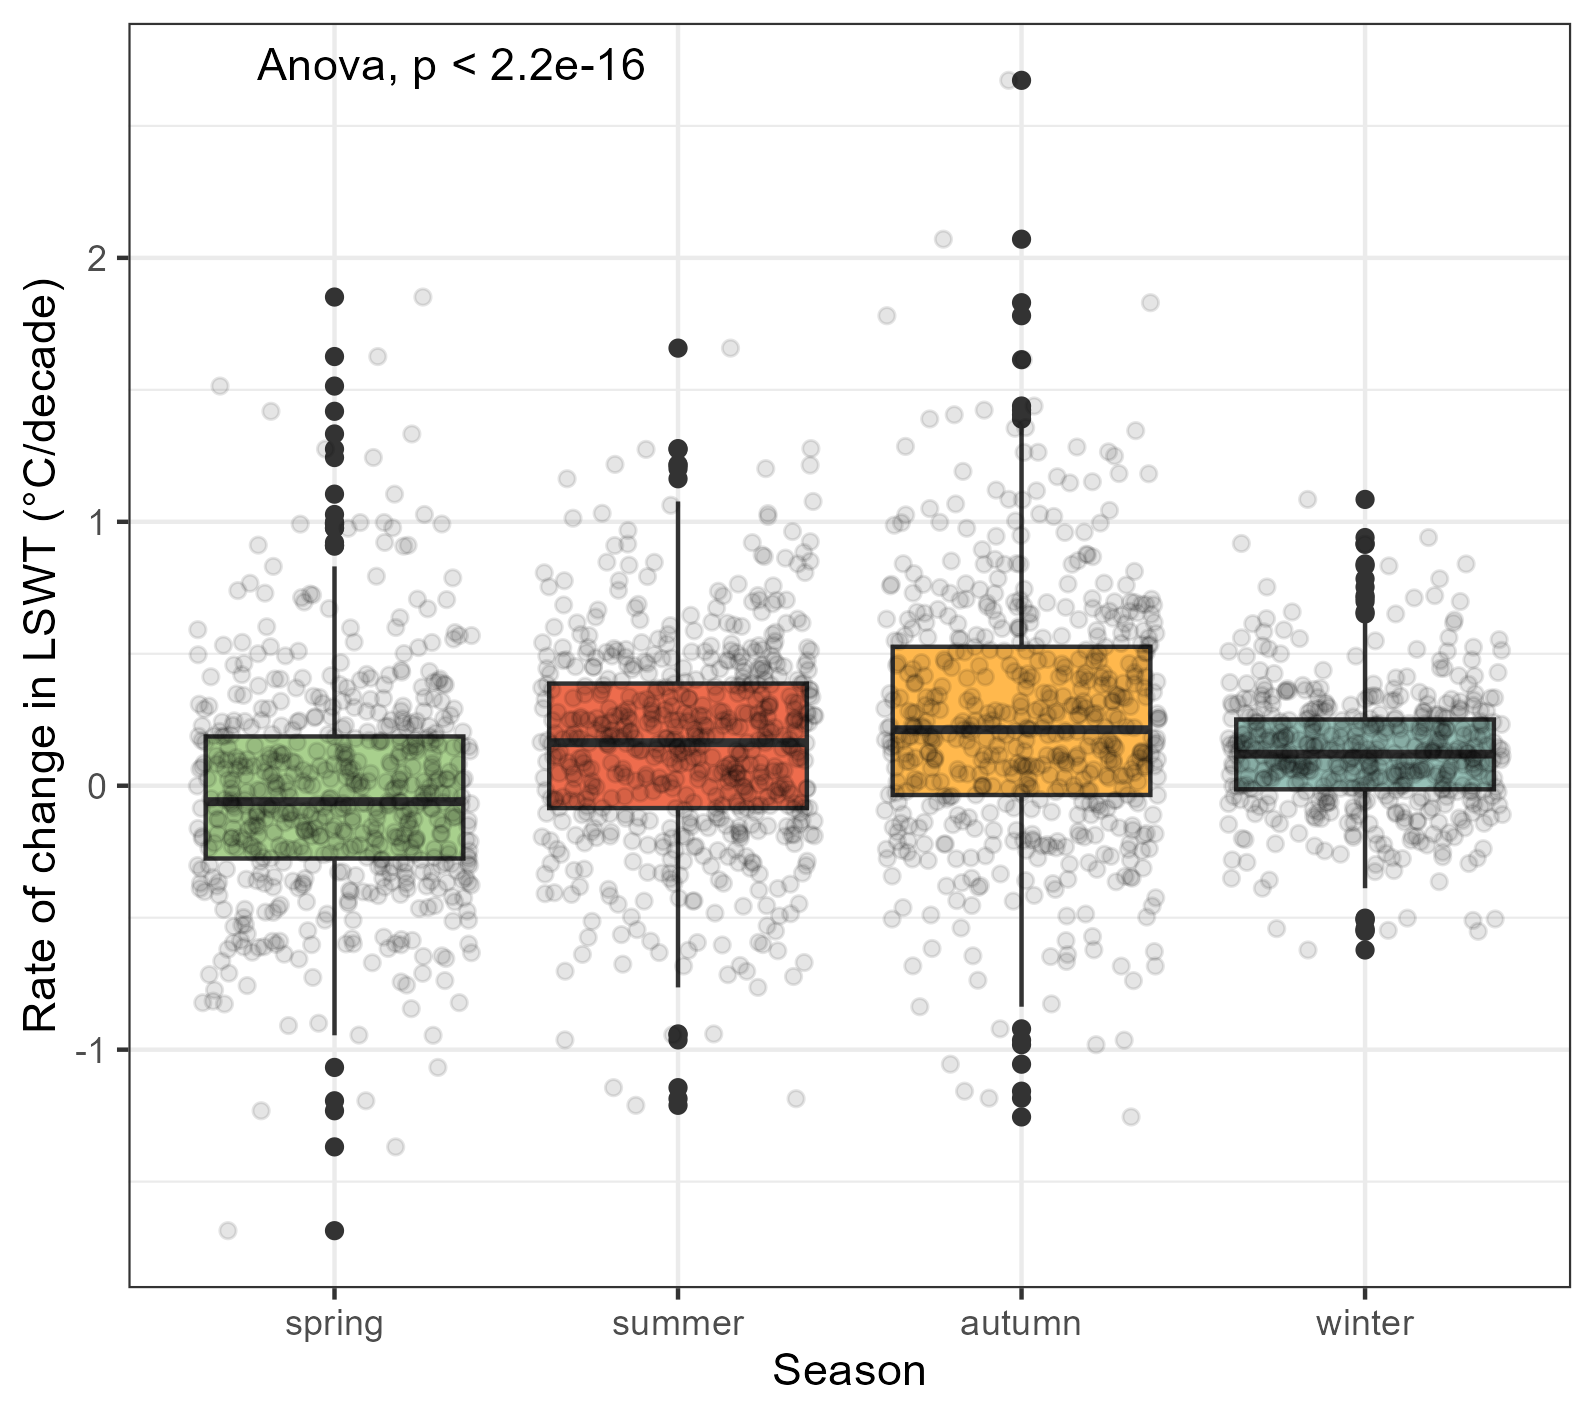 Anova, p < 2.2e-16
Rate of change in LSWT (°C/decade)
2
1
0
-1
spring
summer
autumn
winter
Season